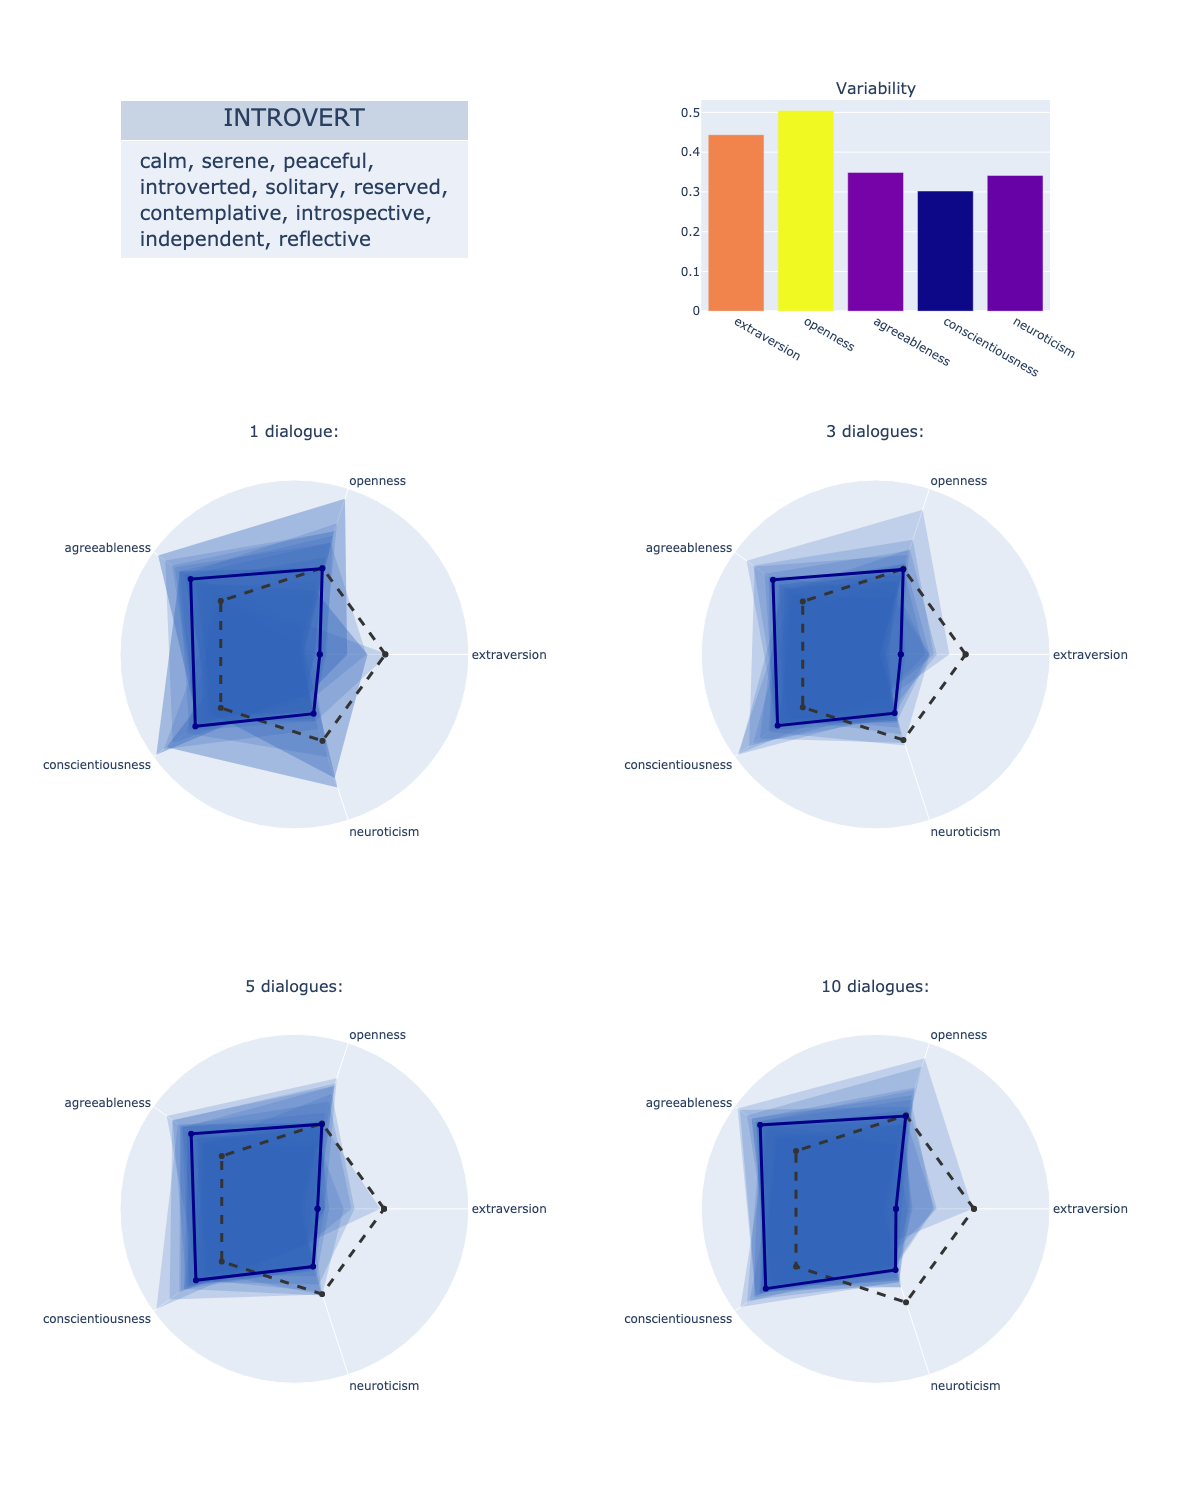 INTROVERT
calm, serene, peaceful,
introverted, solitary, reserved,
contemplative, introspective,
independent, reflective
Variability
0.5
0.4
0.3
0.2
0.1
0
extraversion
openness
agreeableness
conscientiousness
neuroticism
1 dialogue:
openness
agreeableness
extraversion
conscientiousness
neuroticism
3 dialogues:
openness
agreeableness
extraversion
conscientiousness
neuroticism
5 dialogues:
openness
agreeableness
extraversion
conscientiousness
neuroticism
10 dialogues:
openness
agreeableness
extraversion
conscientiousness
neuroticism